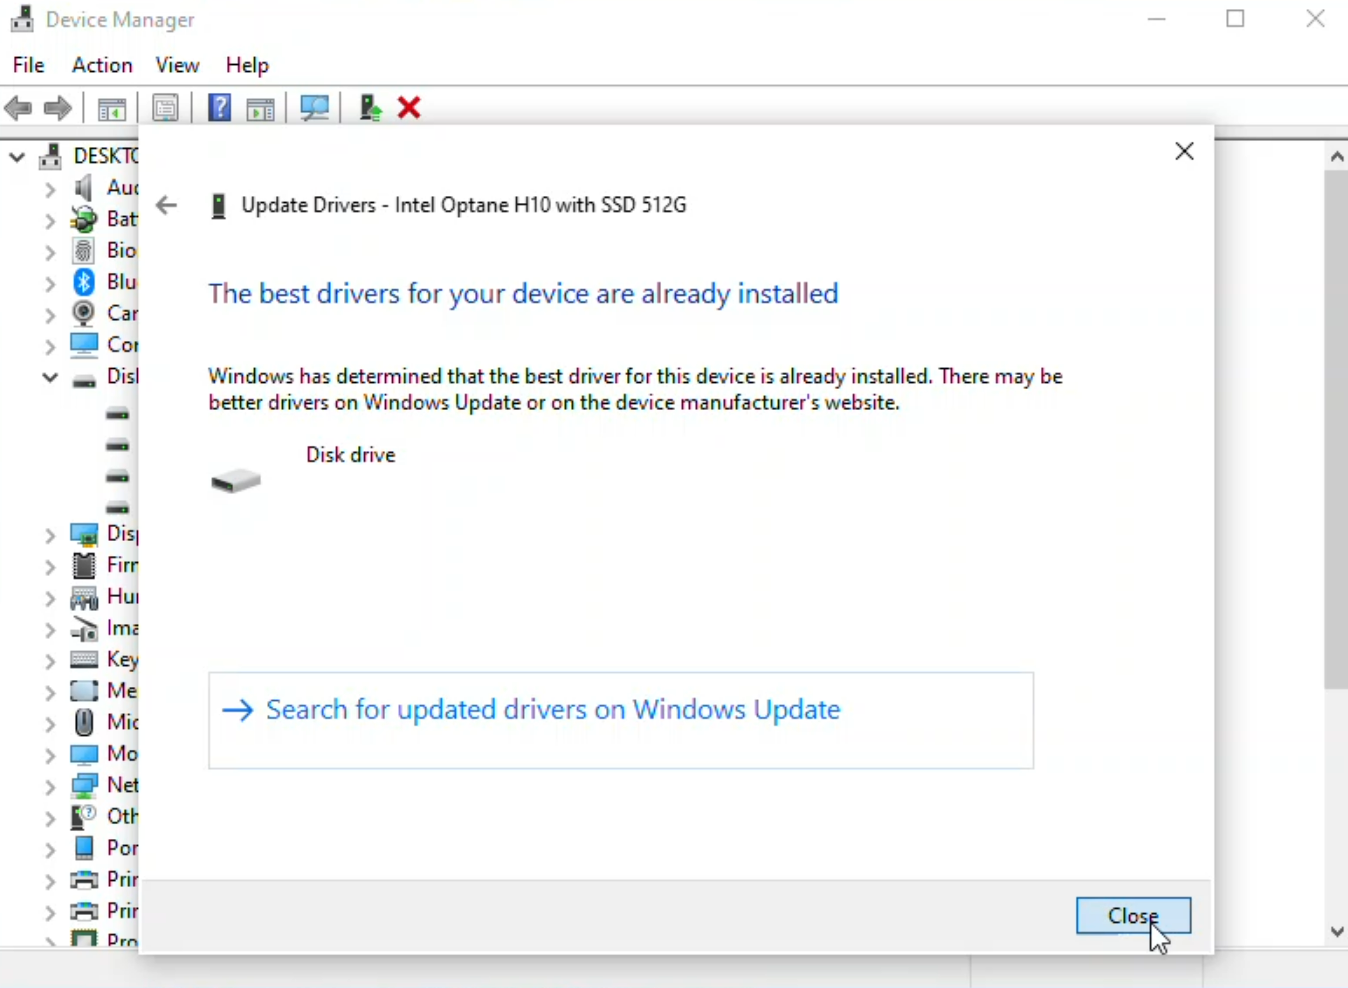 Device Manager
File Action View Help
DESKTO
Update Drivers - Intel Optane H10 with SSD 512G
The best drivers for your device are already installed
Windows has determined that the best driver for this device is already installed. There may be
better drivers on Windows Update or on the device manufacturer's website.
Disk drive
Search for updated drivers on Windows Update
Close
Aud
Bat
Bio
Blu
Car
Cor
Disk
Disp
Firr
Hur
Ima
Key
Me
Mic
Mo
Net
Oth
Por
Prir
Prir
Pro